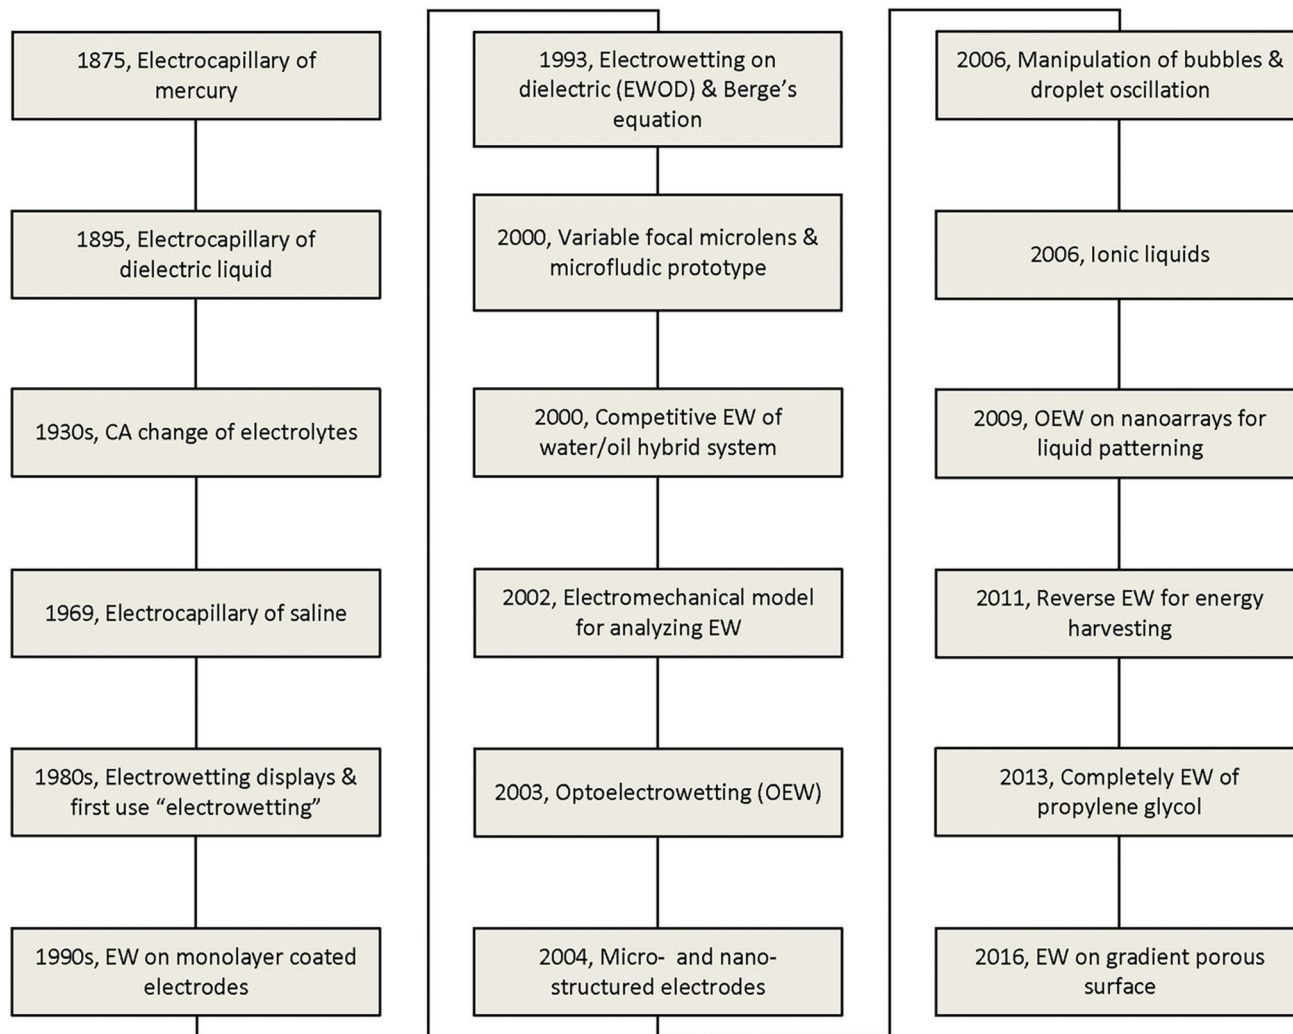 1875, Electrocapillary of
mercury
1895, Electrocapillary of
dielectric liquid
1930s, CA change of electrolytes
1969, Electrocapillary of saline
1980s, Electrowetting displays &
first use “electrowetting”
1990s, EW on monolayer coated
electrodes
1993, Electrowetting on
dielectric (EWOD) & Berge’s
equation
2000, Variable focal microlens &
microfludic prototype
2000, Competitive EW of
water/oil hybrid system
2002, Electromechanical model
for analyzing EW
2003, Optoelectrowetting (OEW)
2004, Micro- and nano-
structured electrodes
2006, Manipulation of bubbles &
droplet oscillation
2006, Ionic liquids
2009, OEW on nanoarrays for
liquid patterning
2011, Reverse EW for energy
harvesting
2013, Completely EW of
propylene glycol
2016, EW on gradient porous
surface